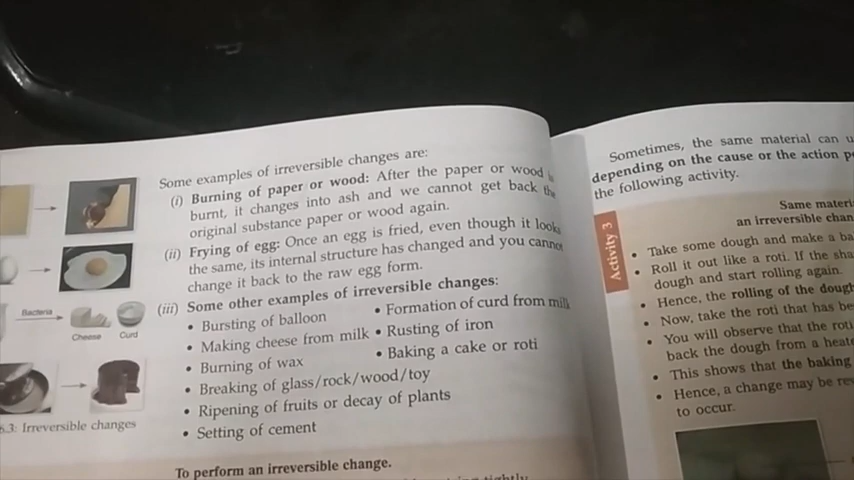 Some examples of irreversible changes are:
(i) Burning of paper or wood: After the paper or wood is
burnt, it changes into ash and we cannot get back the
original substance paper or wood again.
(ii) Frying of egg: Once an egg is fried, even though it looks
the same, its internal structure has changed and you cannot
change it back to the raw egg form.
(iii) Some other examples of irreversible changes:
• Bursting of balloon
• Formation of curd from milk
• Making cheese from milk
• Rusting of iron
• Burning of wax
• Baking a cake or roti
• Breaking of glass/rock/wood/toy
• Ripening of fruits or decay of plants
• Setting of cement
Bacteria
Cheese
Curd
6.3: Irreversible changes
To perform an irreversible change.
tightly
Sometimes, the same material can
depending on the cause or the action
the following activity.
Activity 3
Same
an irreversible
• Take some dough and make a
• Roll it out like a roti. If the
dough and start rolling again.
• Hence, the rolling of the dough
• Now, take the roti that has
• You will observe that the roti
back the dough from a
• This shows that the baking
• Hence, a change may be
to occur.